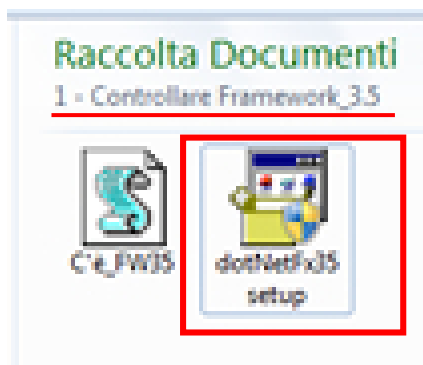 Raccolta Documenti
1 - Controllare Framework_3.5
C'è_FW35
dotNetFx35
setup